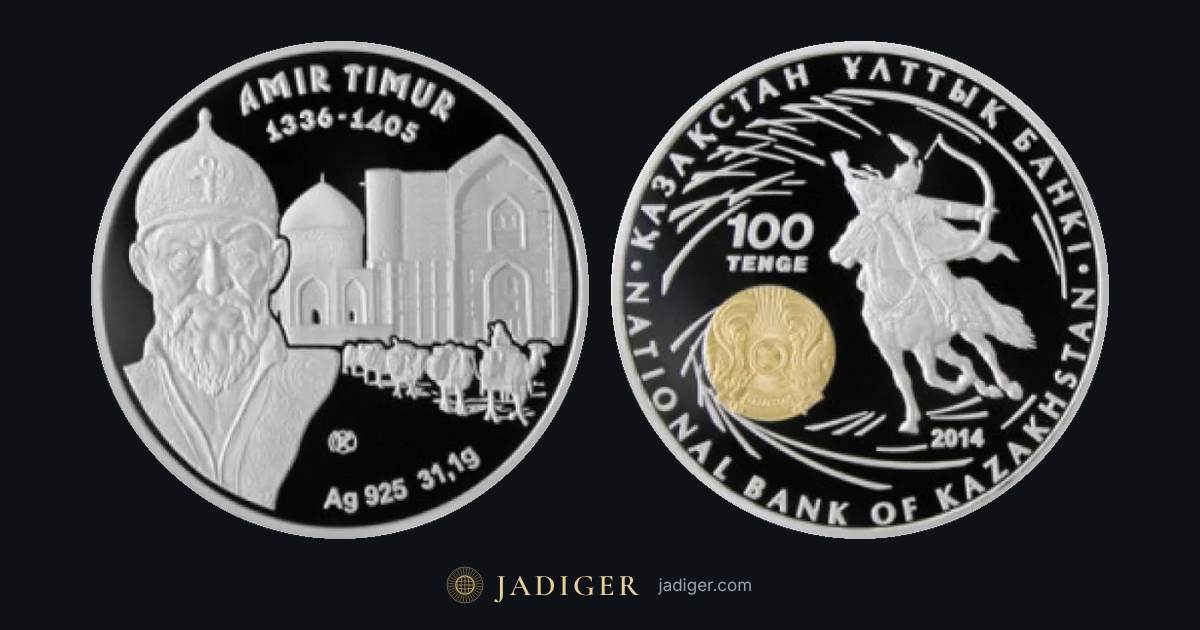 AMIR TIMUR
1336-1405
Ag 925 31,1g
ҚАЗАҚСТАН ҰЛТТЫҚ БАНКІ
100
TENGE
2014
NATIONAL BANK OF KAZAKHSTAN
JADIGER jadiger.com